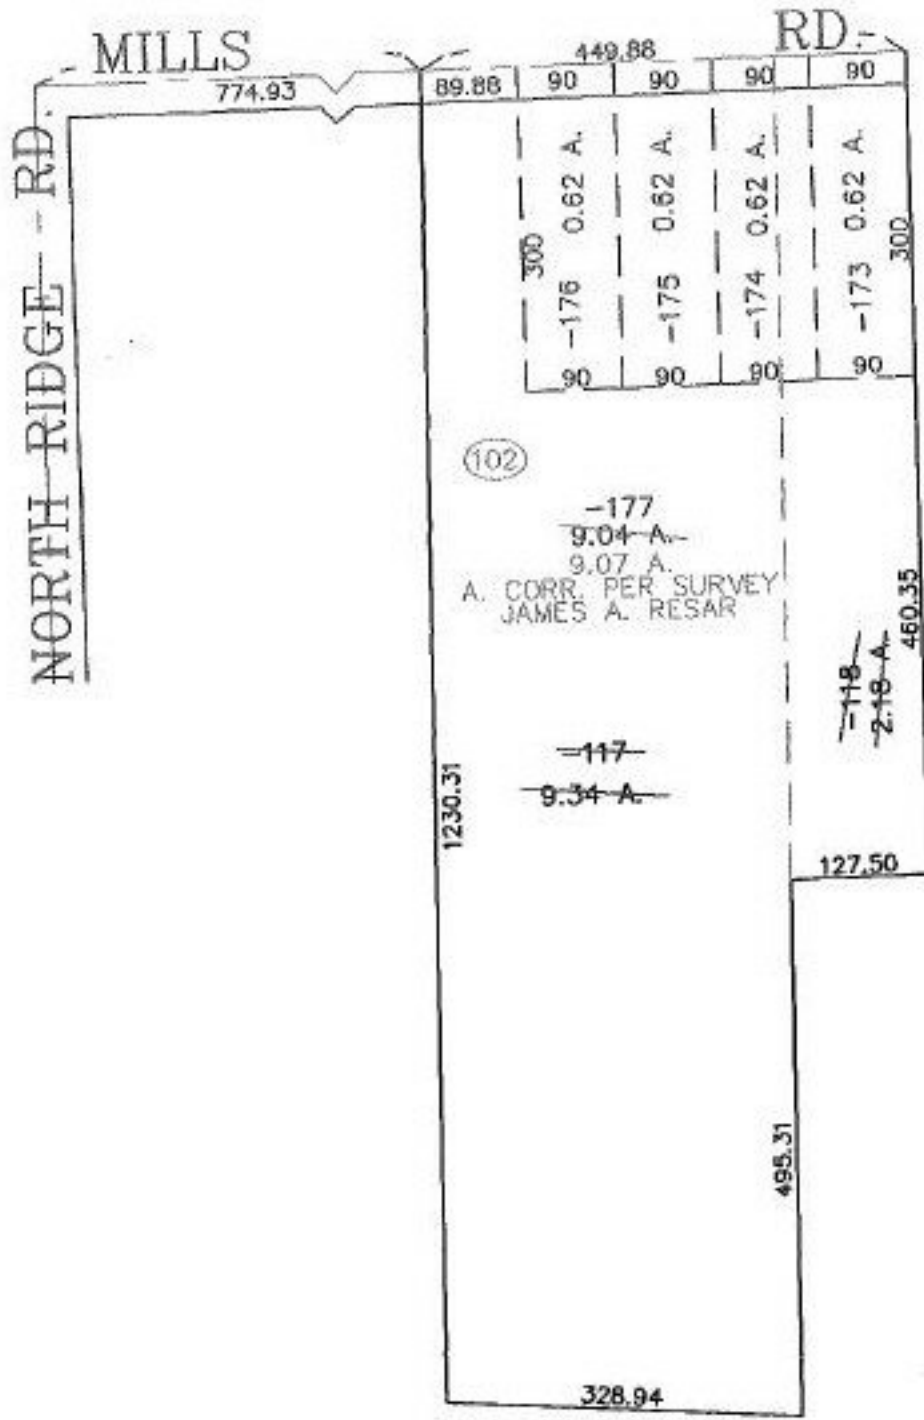 MILLS RD.
449.88
774.93
89.88 90 90 90 90
NORTH RIDGE RD.
300
-176 0.62 A.
-175 0.62 A.
-174 0.62 A.
-173 0.62 A.
300
90 90 90 90
102
-177
9.04 A.
9.07 A.
A. CORR. PER SURVEY
JAMES A. RESAR
460.35
-118
2.18 A.
-117
9.34 A.
1230.31
127.50
495.31
328.94